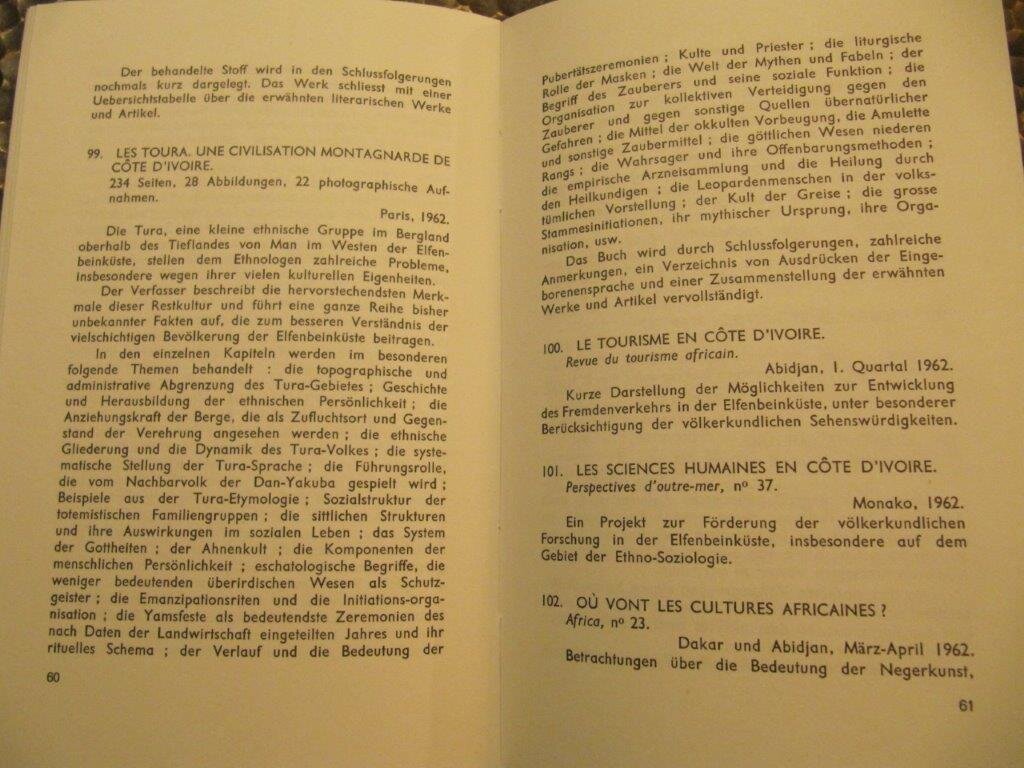 Der behandelte Stoff wird in den Schlussfolgerungen
nochmals kurz dargelegt. Das Werk schliesst mit einer
Uebersichtstabelle über die erwähnten literarischen Werke
und Artikel.
99. LES TOURA. UNE CIVILISATION MONTAGNARDE DE
CÔTE D'IVOIRE.
234 Seiten, 28 Abbildungen, 22 photographische Auf-
nahmen.
Paris, 1962.
Die Tura, eine kleine ethnische Gruppe im Bergland
oberhalb des Tieflandes von Man im Westen der Elfen-
beinküste, stellen dem Ethnologen zahlreiche Probleme,
insbesondere wegen ihrer vielen kulturellen Eigenheiten.
Der Verfasser beschreibt die hervorstechendsten Merk-
male dieser Restkultur und führt eine ganze Reihe bisher
unbekannter Fakten auf, die zum besseren Verständnis der
vielschichtigen Bevölkerung der Elfenbeinküste beitragen.
In den einzelnen Kapiteln werden im besonderen
folgende Themen behandelt : die topographische und
administrative Abgrenzung des Tura-Gebietes ; Geschichte
und Herausbildung der ethnischen Persönlichkeit ; die
Anziehungskraft der Berge, die als Zufluchtsort und Gegen-
stand der Verehrung angesehen werden ; die ethnische
Gliederung und die Dynamik des Tura-Volkes ; die syste-
matische Stellung der Tura-Sprache ; die Führungsrolle,
die vom Nachbarvolk der Dan-Yakuba gespielt wird ;
Beispiele aus der Tura-Etymologie ; Sozialstruktur der
totemistischen Familiengruppen ; die sittlichen Strukturen
und ihre Auswirkungen im sozialen Leben ; das System
der Gottheiten ; der Ahnenkult ; die Komponenten der
menschlichen Persönlichkeit ; eschatologische Begriffe, die
weniger bedeutenden überirdischen Wesen als Schutz-
geister ; die Emanzipationsriten und die Initiations-orga-
nisation ; die Yamsfeste als bedeutendste Zeremonien des
nach Daten der Landwirtschaft eingeteilten Jahres und ihr
rituelles Schema ; der Verlauf und die Bedeutung der
60
Pubertätszeremonien ; Kulte und Priester ; die liturgische
Rolle der Masken ; die Welt der Mythen und Fabeln ; der
Begriff des Zauberers und seine soziale Funktion ; die
Organisation zur kollektiven Verteidigung gegen den
Zauberer und gegen sonstige Quellen übernatürlicher
Gefahren ; die Mittel der okkulten Vorbeugung, die Amulette
und sonstige Zaubermittel ; die göttlichen Wesen niederen
Rangs ; die Wahrsager und ihre Offenbarungsmethoden ;
die empirische Arzneisammlung und die Heilung durch
den Heilkundigen ; die Leopardenmenschen in der volks-
tümlichen Vorstellung ; der Kult der Greise ; die grosse
Stammesinitiationen, ihr mythischer Ursprung, ihre Orga-
nisation, usw.
Das Buch wird durch Schlussfolgerungen, zahlreiche
Anmerkungen, ein Verzeichnis von Ausdrücken der Einge-
borenensprache und einer Zusammenstellung der erwähnten
Werke und Artikel vervollständigt.
100. LE TOURISME EN CÔTE D'IVOIRE.
Revue du tourisme africain.
Abidjan, I. Quartal 1962.
Kurze Darstellung der Möglichkeiten zur Entwicklung
des Fremdenverkehrs in der Elfenbeinküste, unter besonderer
Berücksichtigung der völkerkundlichen Sehenswürdigkeiten.
101. LES SCIENCES HUMAINES EN CÔTE D'IVOIRE.
Perspectives d'outre-mer, nº 37.
Monako, 1962.
Ein Projekt zur Förderung der völkerkundlichen
Forschung in der Elfenbeinküste, insbesondere auf dem
Gebiet der Ethno-Soziologie.
102. OÙ VONT LES CULTURES AFRICAINES ?
Africa, nº 23.
Dakar und Abidjan, März-April 1962.
Betrachtungen über die Bedeutung der Negerkunst,
61